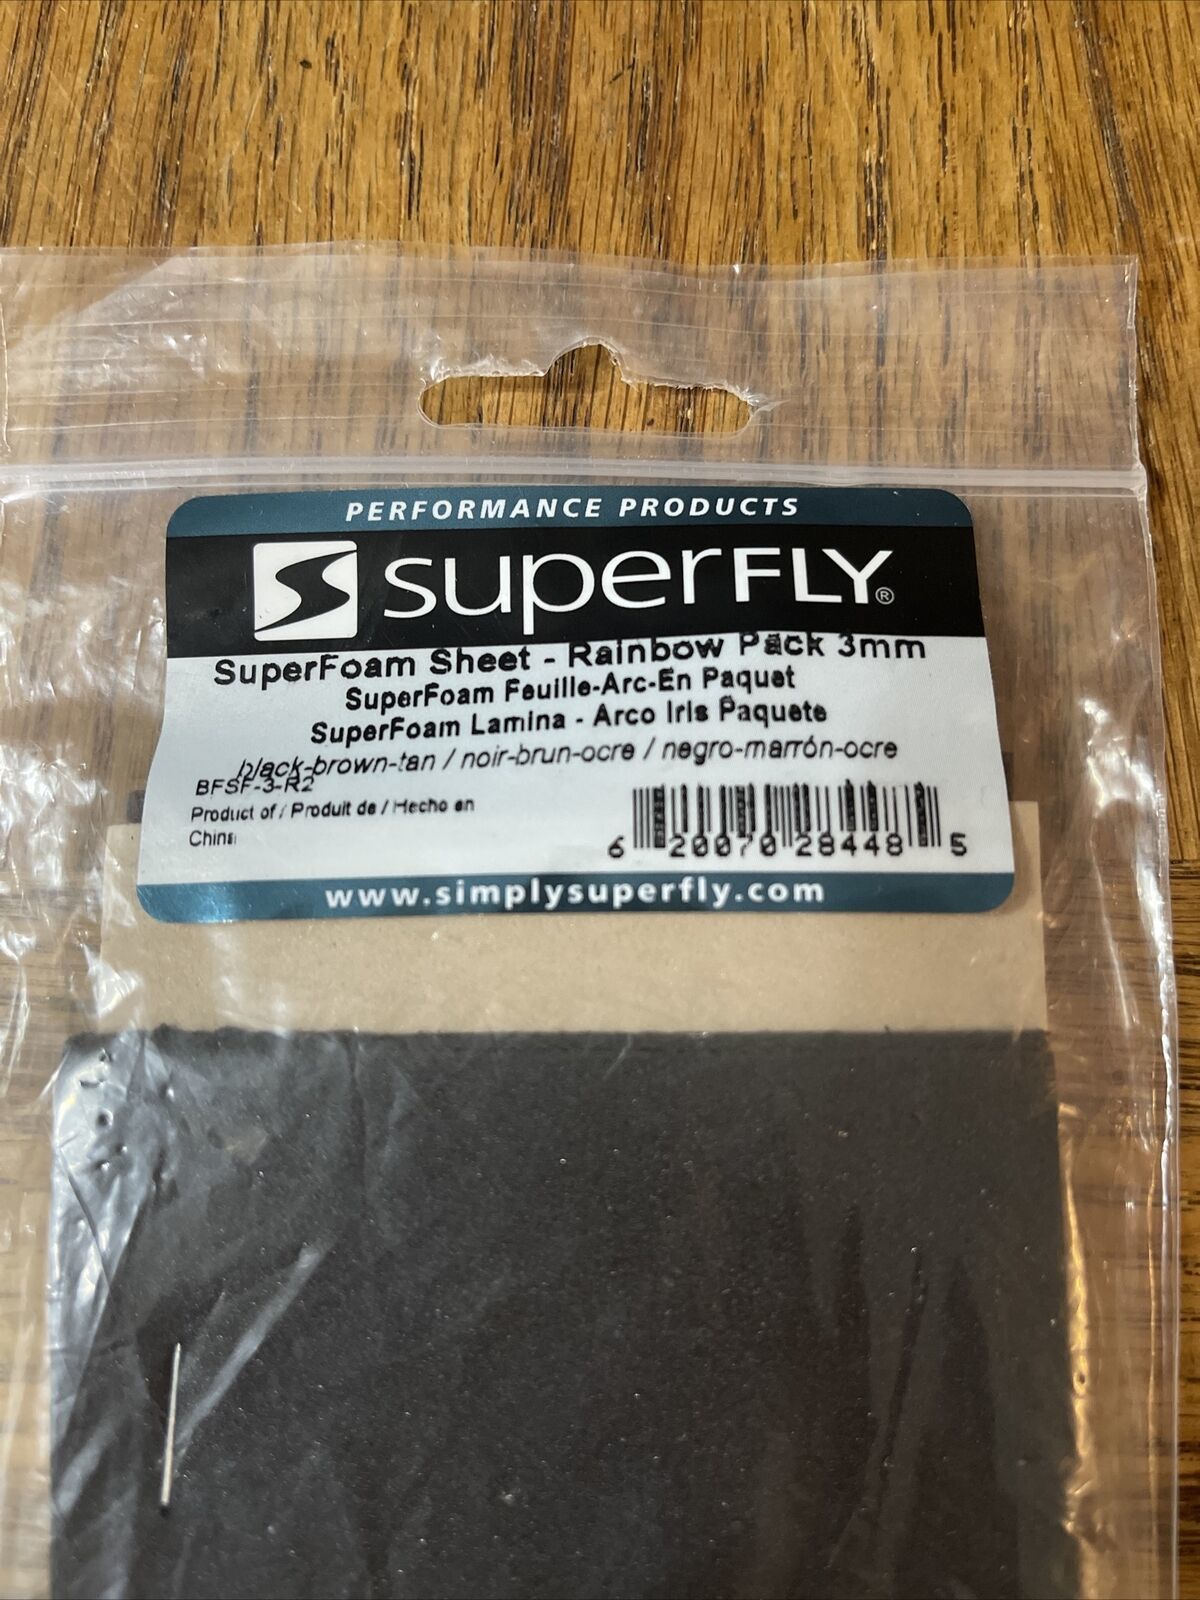 PERFORMANCE PRODUCTS
superFLY®
SuperFoam Sheet - Rainbow Pack 3mm
SuperFoam Feuille-Arc-En Paquet
SuperFoam Lamina - Arco Iris Paquete
black-brown-tan / noir-brun-ocre / negro-marrón-ocre
BFSF-3-R2
Product of / Produit de / Hecho en
China
6 20070 28448 5
www.simplysuperfly.com